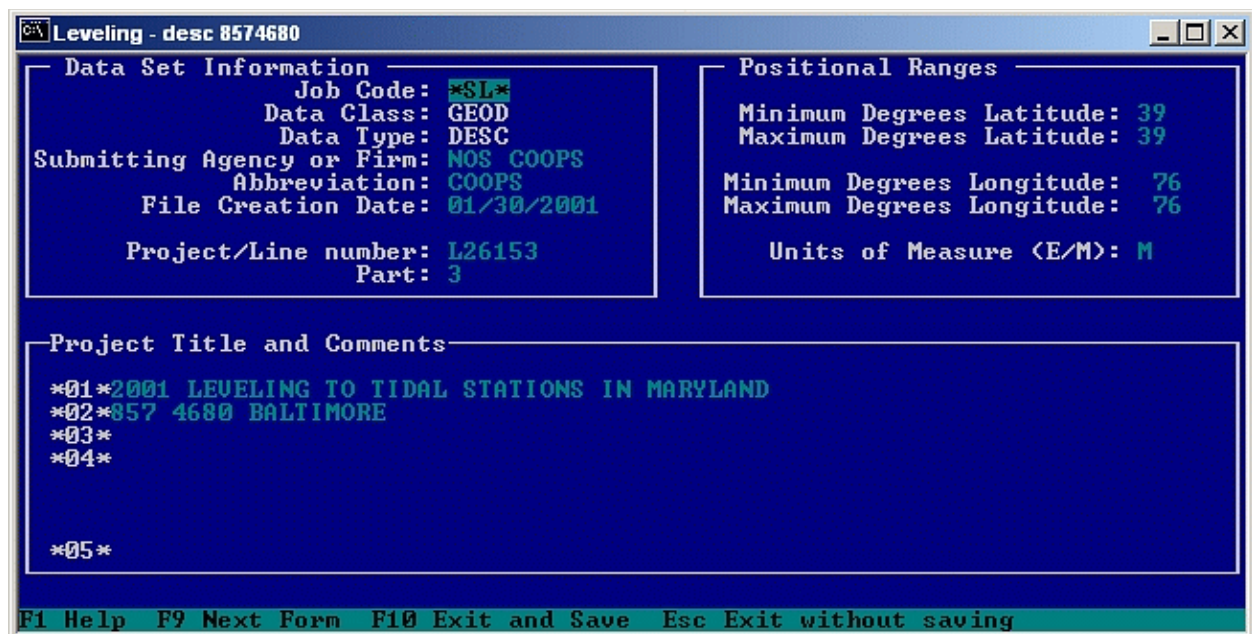 Leveling - desc 8574680
Data Set Information
Job Code: *SL*
Data Class: GEOD
Data Type: DESC
Submitting Agency or Firm: NOS COOPS
Abbreviation: COOPS
File Creation Date: 01/30/2001
Project/Line number: L26153
Part: 3
Positional Ranges
Minimum Degrees Latitude: 39
Maximum Degrees Latitude: 39
Minimum Degrees Longitude: 76
Maximum Degrees Longitude: 76
Units of Measure (E/M): M
Project Title and Comments
*01*2001 LEVELING TO TIDAL STATIONS IN MARYLAND
*02*857 4680 BALTIMORE
*03*
*04*
*05*
F1 Help F9 Next Form F10 Exit and Save Esc Exit without saving